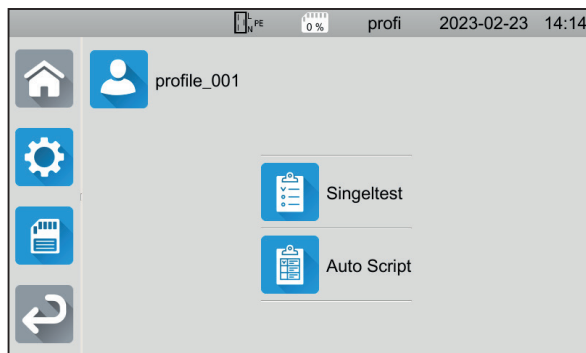 L N PE 0 % profi 2023-02-23 14:14
profile_001
Singeltest
Auto Script